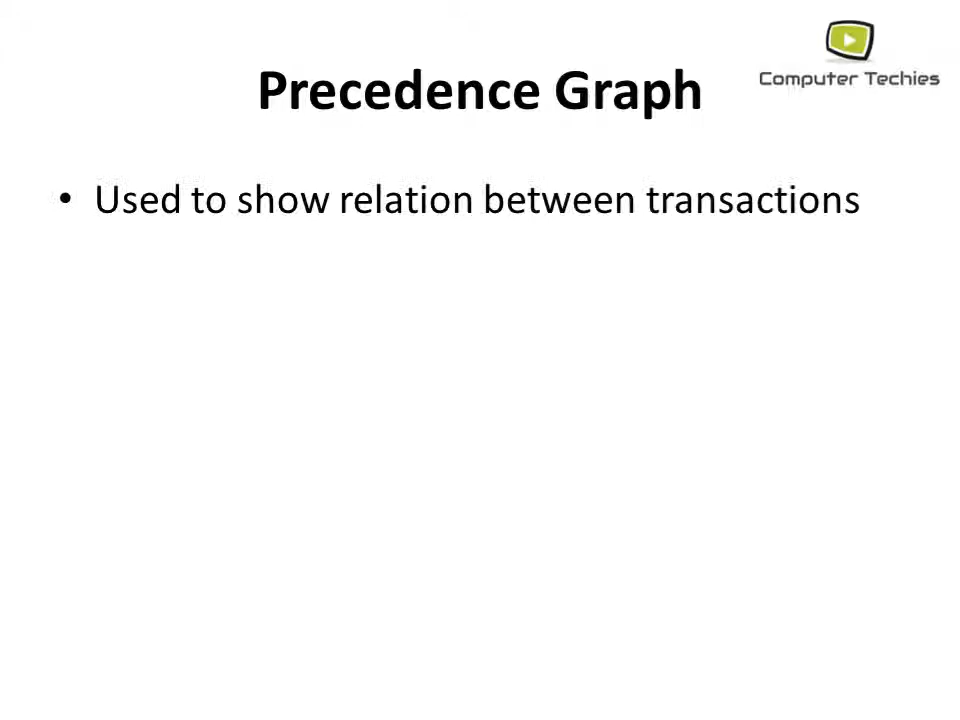 Computer Techies
Precedence Graph
• Used to show relation between transactions